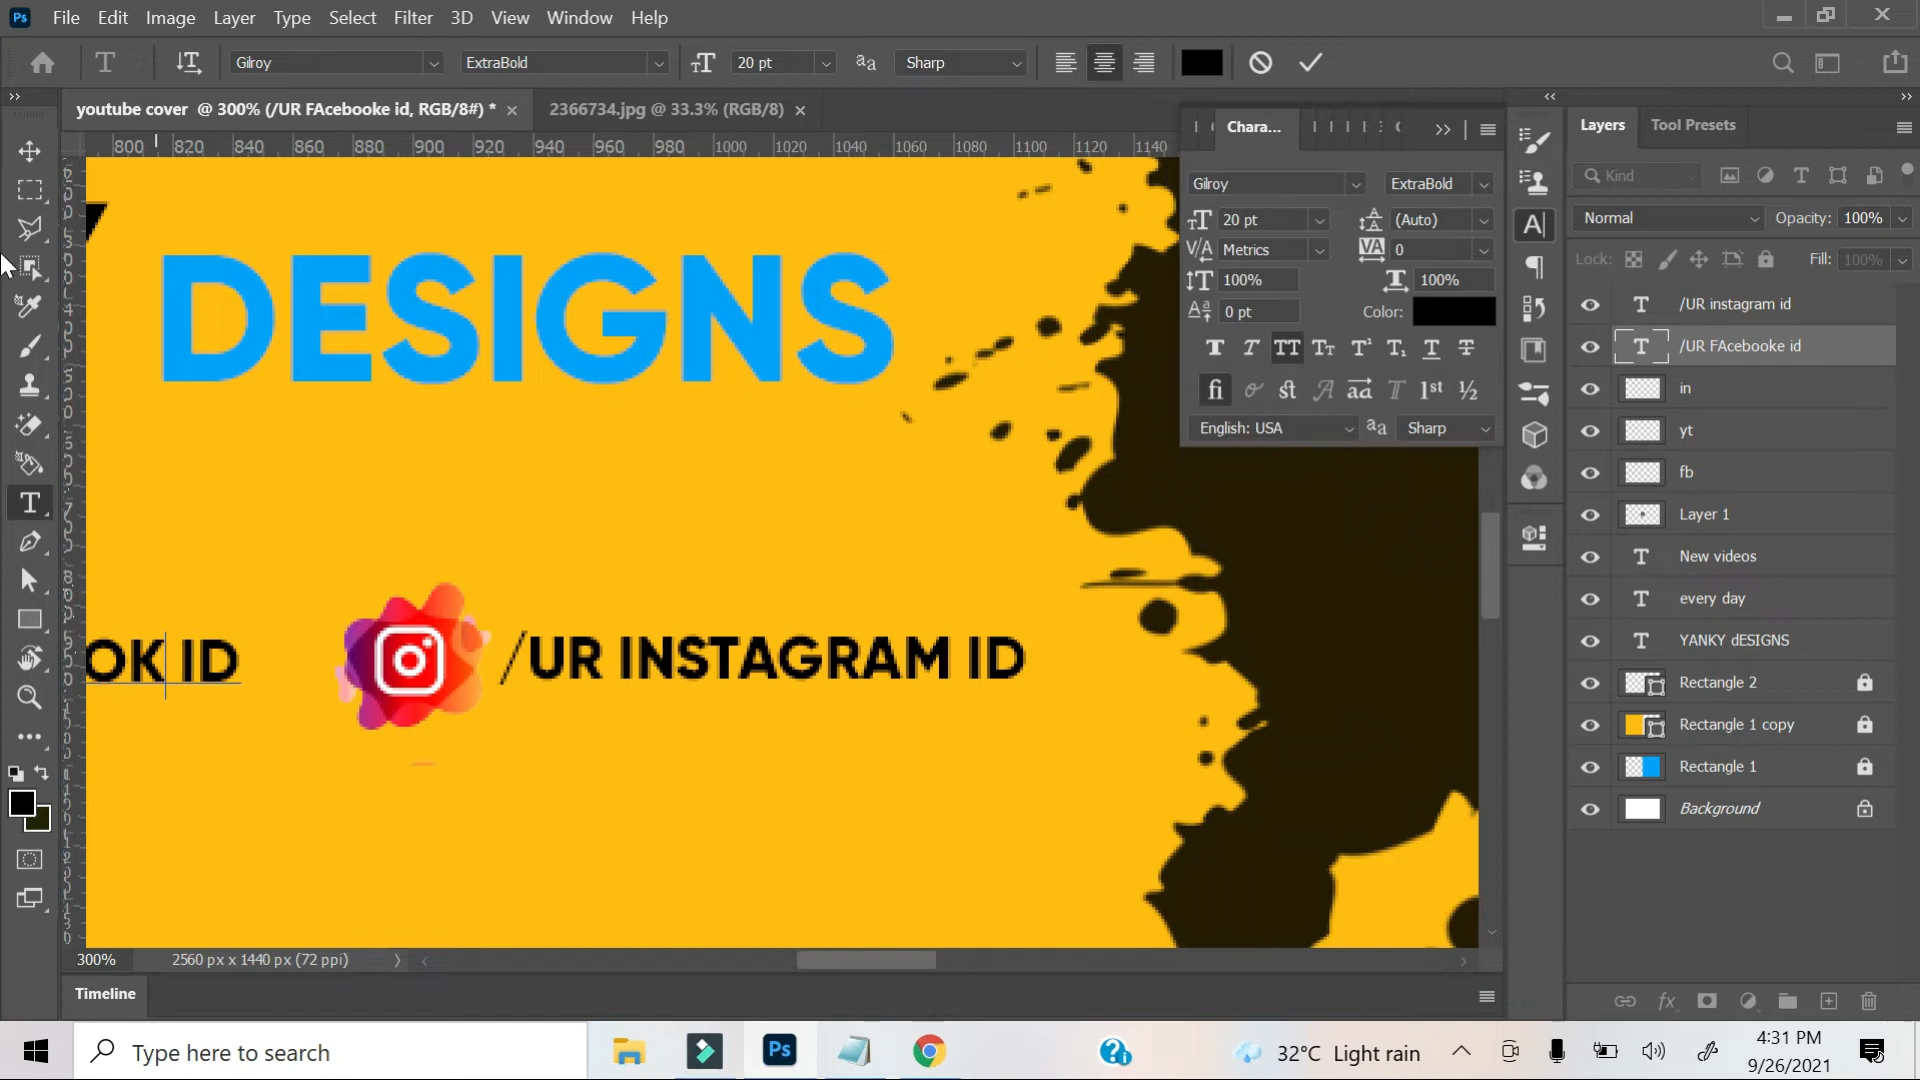 Ps File Edit Image Layer Type Select Filter 3D View Window Help
Gilroy ExtraBold 20 pt Sharp
youtube cover @ 300% (/UR FAcebooke id, RGB/8#) * × 2366734.jpg @ 33.3% (RGB/8) ×
800 820 840 860 880 900 920 940 960 980 1000 1020 1040 1060 1080 1100 1120 1140
DESIGNS
OOK ID
/UR INSTAGRAM ID
Chara...
Gilroy ExtraBold
20 pt (Auto)
Metrics 0
100% 100%
0 pt Color:
English: USA Sharp
Layers Tool Presets
Kind
Normal Opacity: 100%
Lock: Fill: 100%
/UR instagram id
/UR FAcebooke id
in
yt
fb
Layer 1
New videos
every day
YANKY dESIGNS
Rectangle 2
Rectangle 1 copy
Rectangle 1
Background
300% 2560 px x 1440 px (72 ppi)
Timeline
Type here to search
Ps
32°C Light rain
4:31 PM
9/26/2021